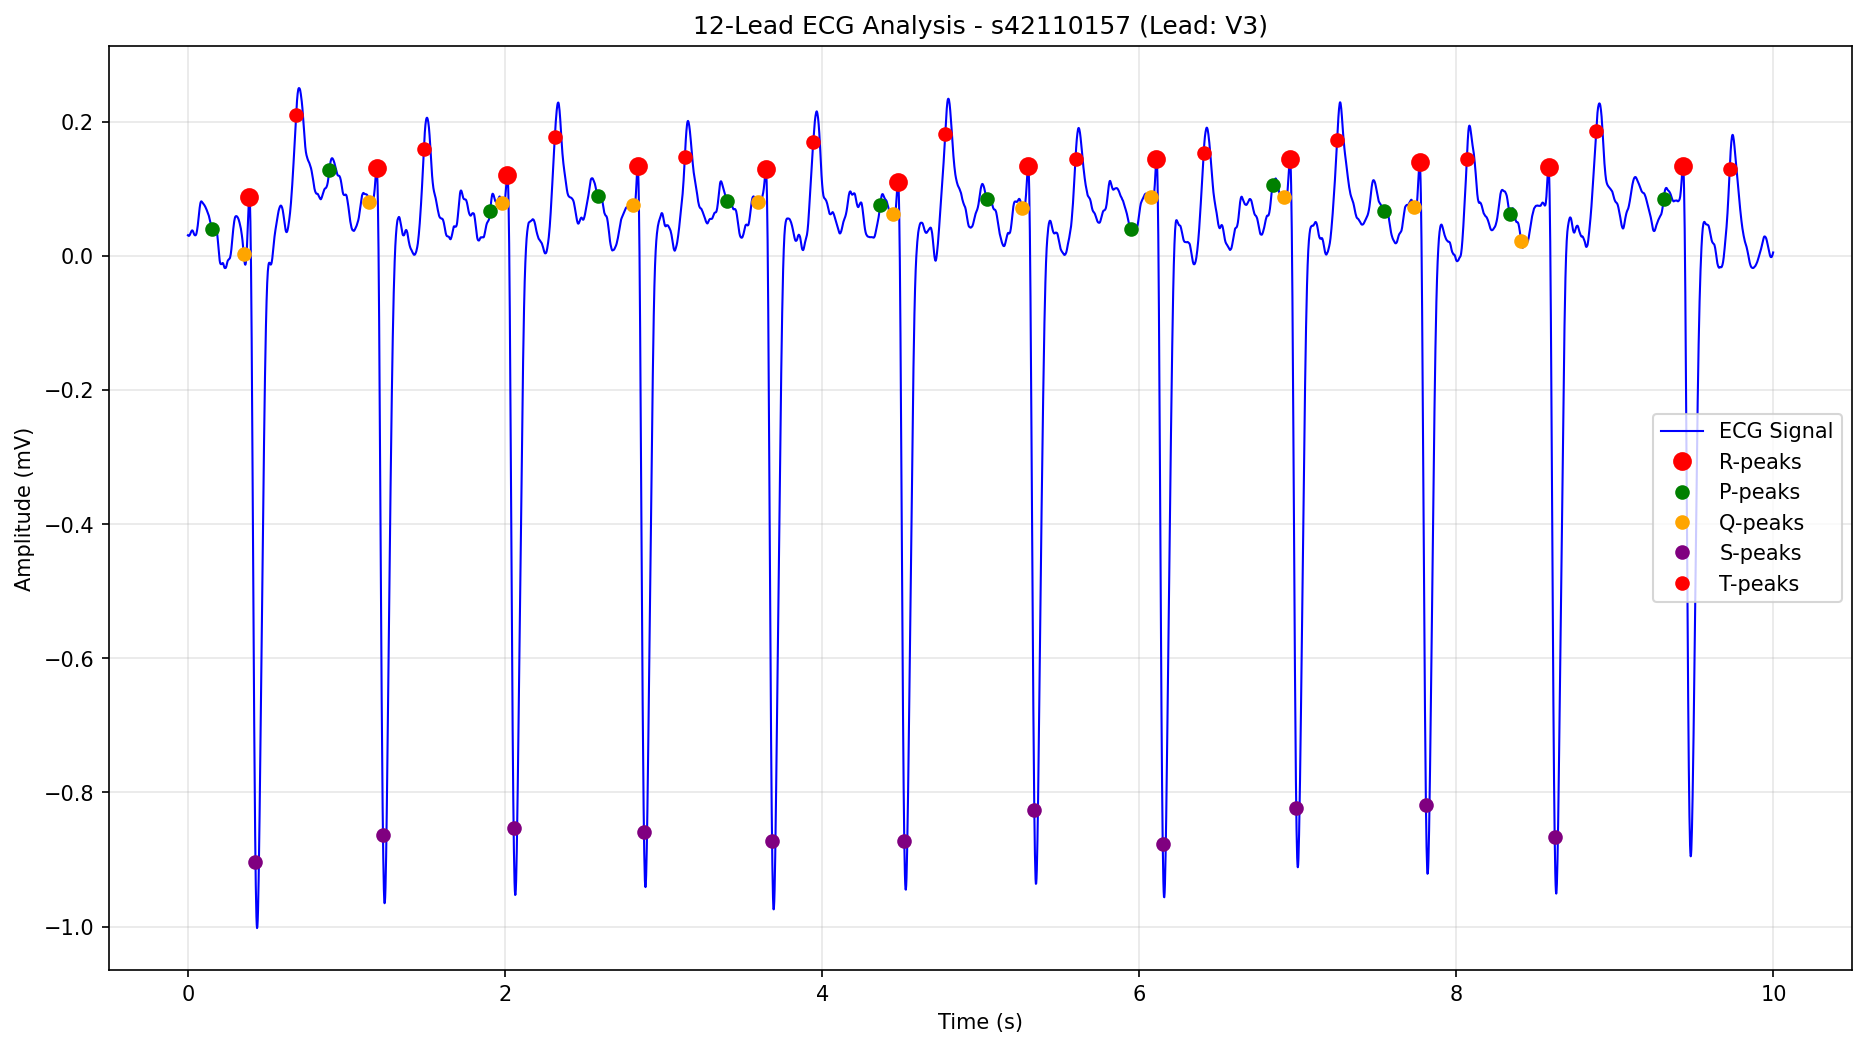 12-Lead ECG Analysis - s42110157 (Lead: V3)
Amplitude (mV)
0.2
0.0
−0.2
−0.4
−0.6
−0.8
−1.0
ECG Signal
R-peaks
P-peaks
Q-peaks
S-peaks
T-peaks
0 2 4 6 8 10
Time (s)